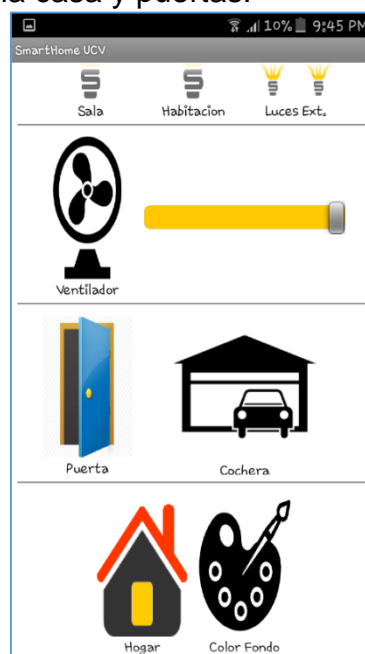 la casa y puertas.
10% 9:45 PM
SmartHome UCV
Sala Habitacion Luces Ext.
Ventilador
Puerta Cochera
Hogar Color Fondo